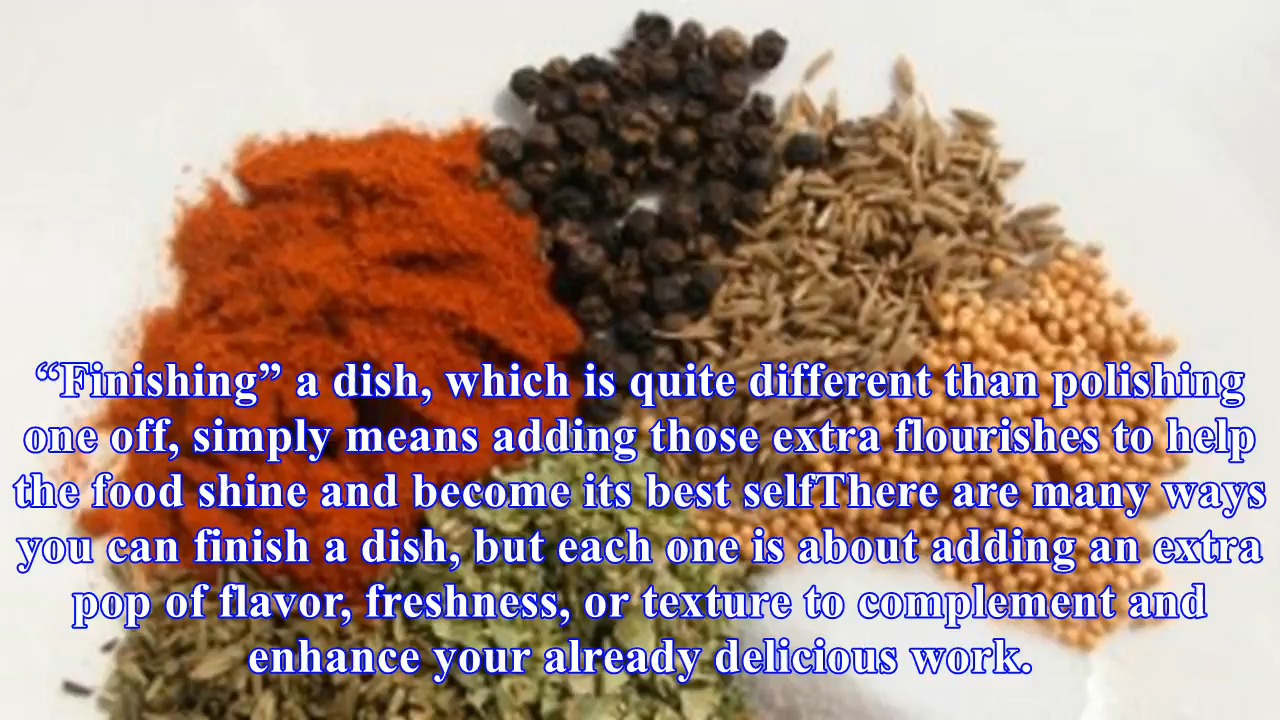 “Finishing” a dish, which is quite different than polishing
one off, simply means adding those extra flourishes to help
the food shine and become its best selfThere are many ways
you can finish a dish, but each one is about adding an extra
pop of flavor, freshness, or texture to complement and
enhance your already delicious work.